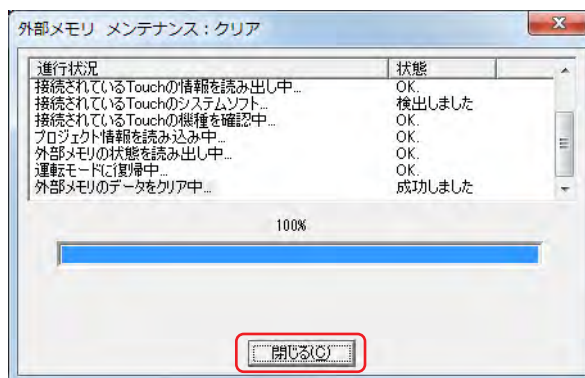 外部メモリ メンテナンス：クリア
進行状況 状態
接続されているTouchの情報を読み出し中... OK.
接続されているTouchのシステムソフト... 検出しました
接続されているTouchの機種を確認中... OK.
プロジェクト情報を読み込み中... OK.
外部メモリの状態を読み出し中... OK.
運転モードに復帰中... OK.
外部メモリのデータをクリア中... 成功しました
100%
閉じる(C)